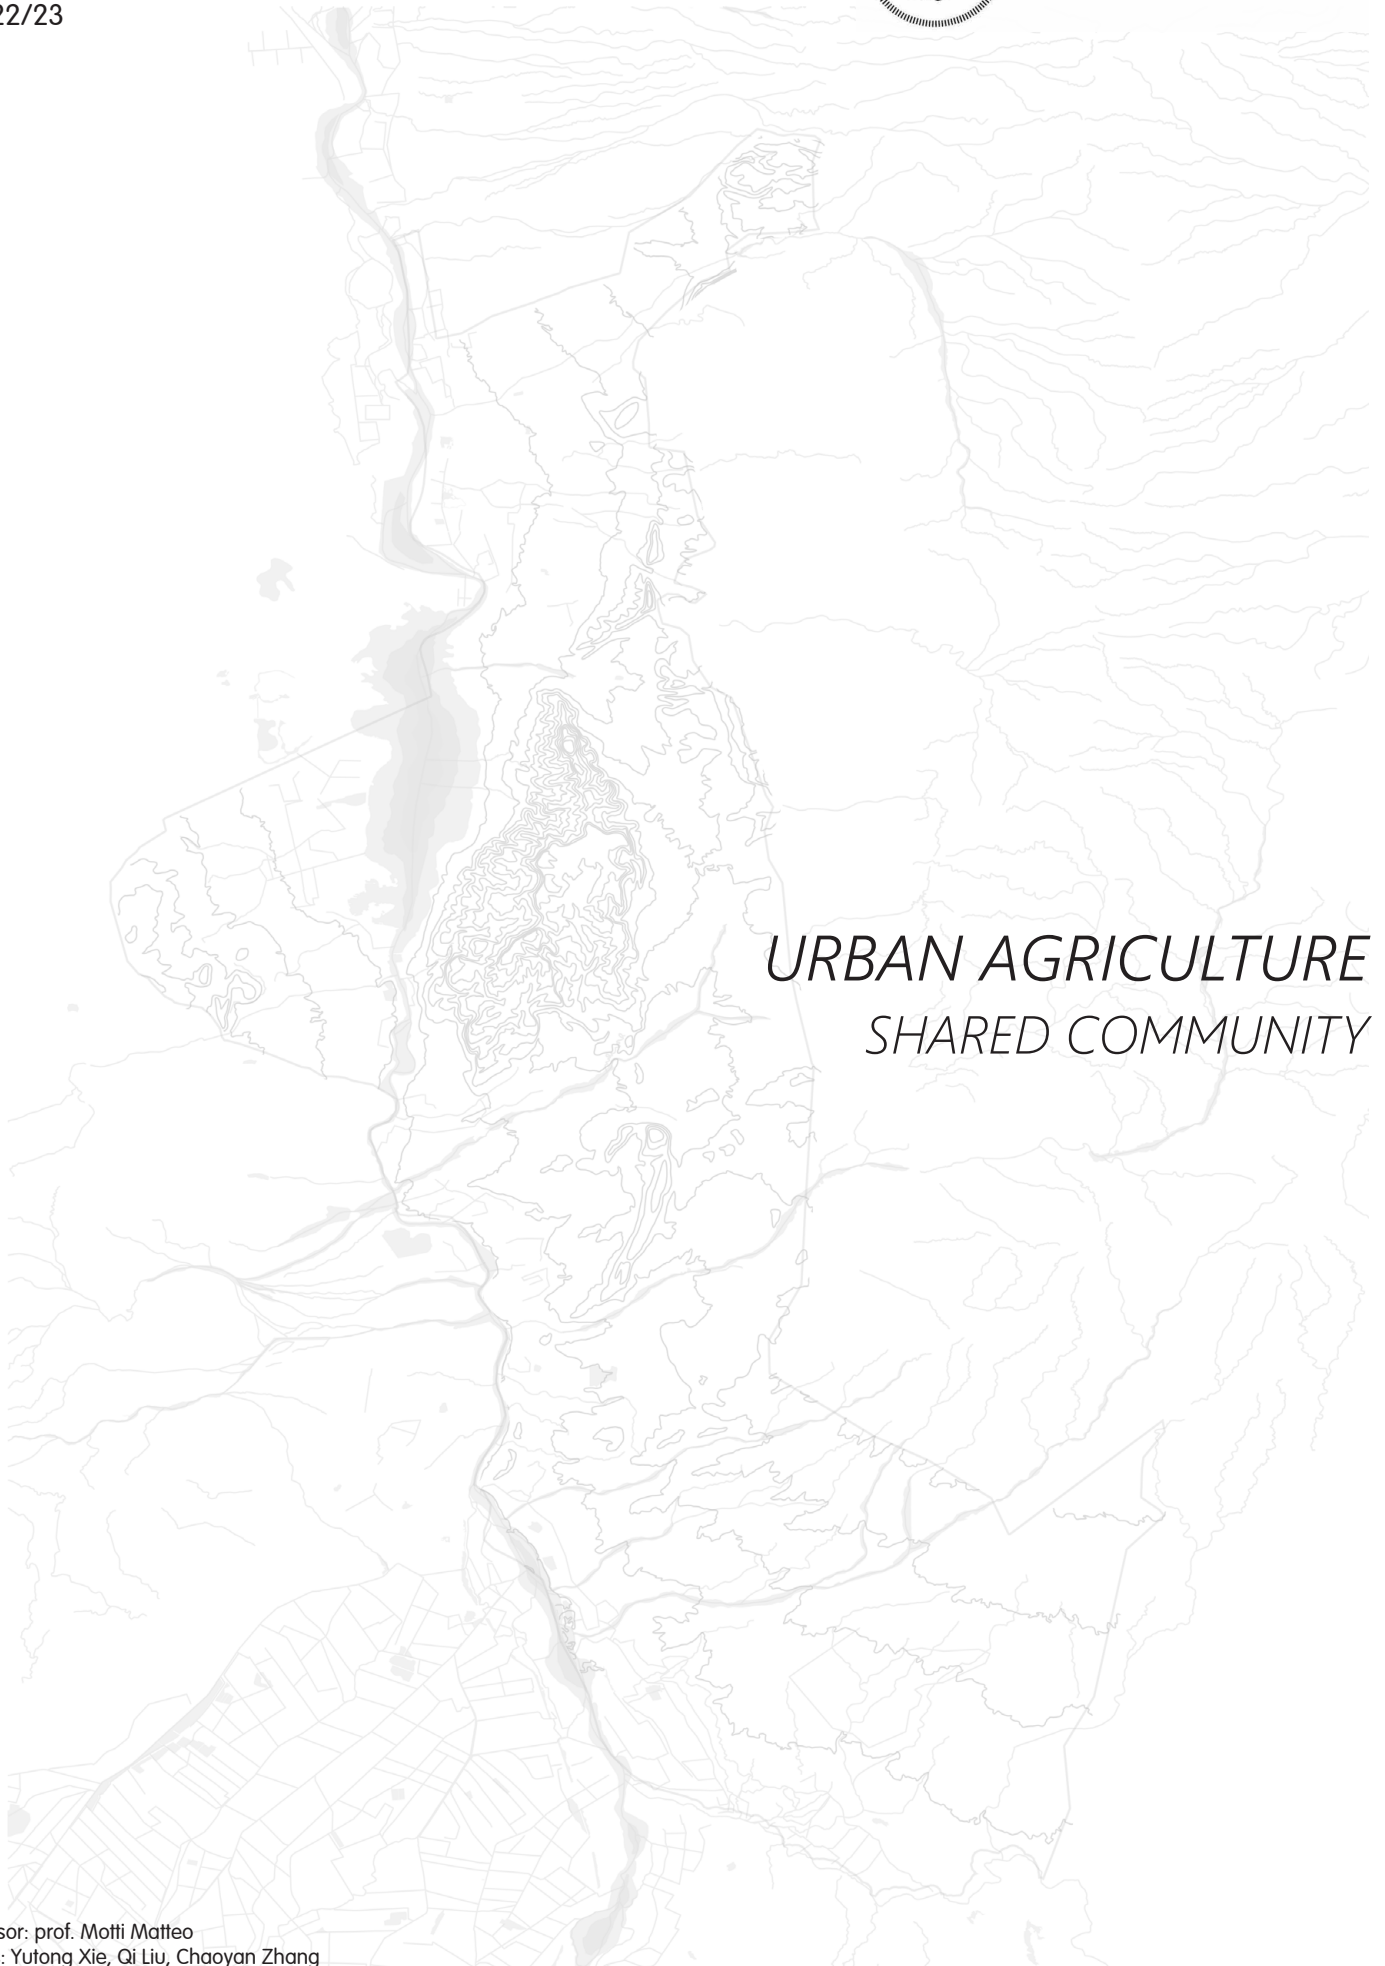 22/23
URBAN AGRICULTURE
SHARED COMMUNITY
sor: prof. Motti Matteo
: Yutong Xie, Qi Liu, Chaoyan Zhang